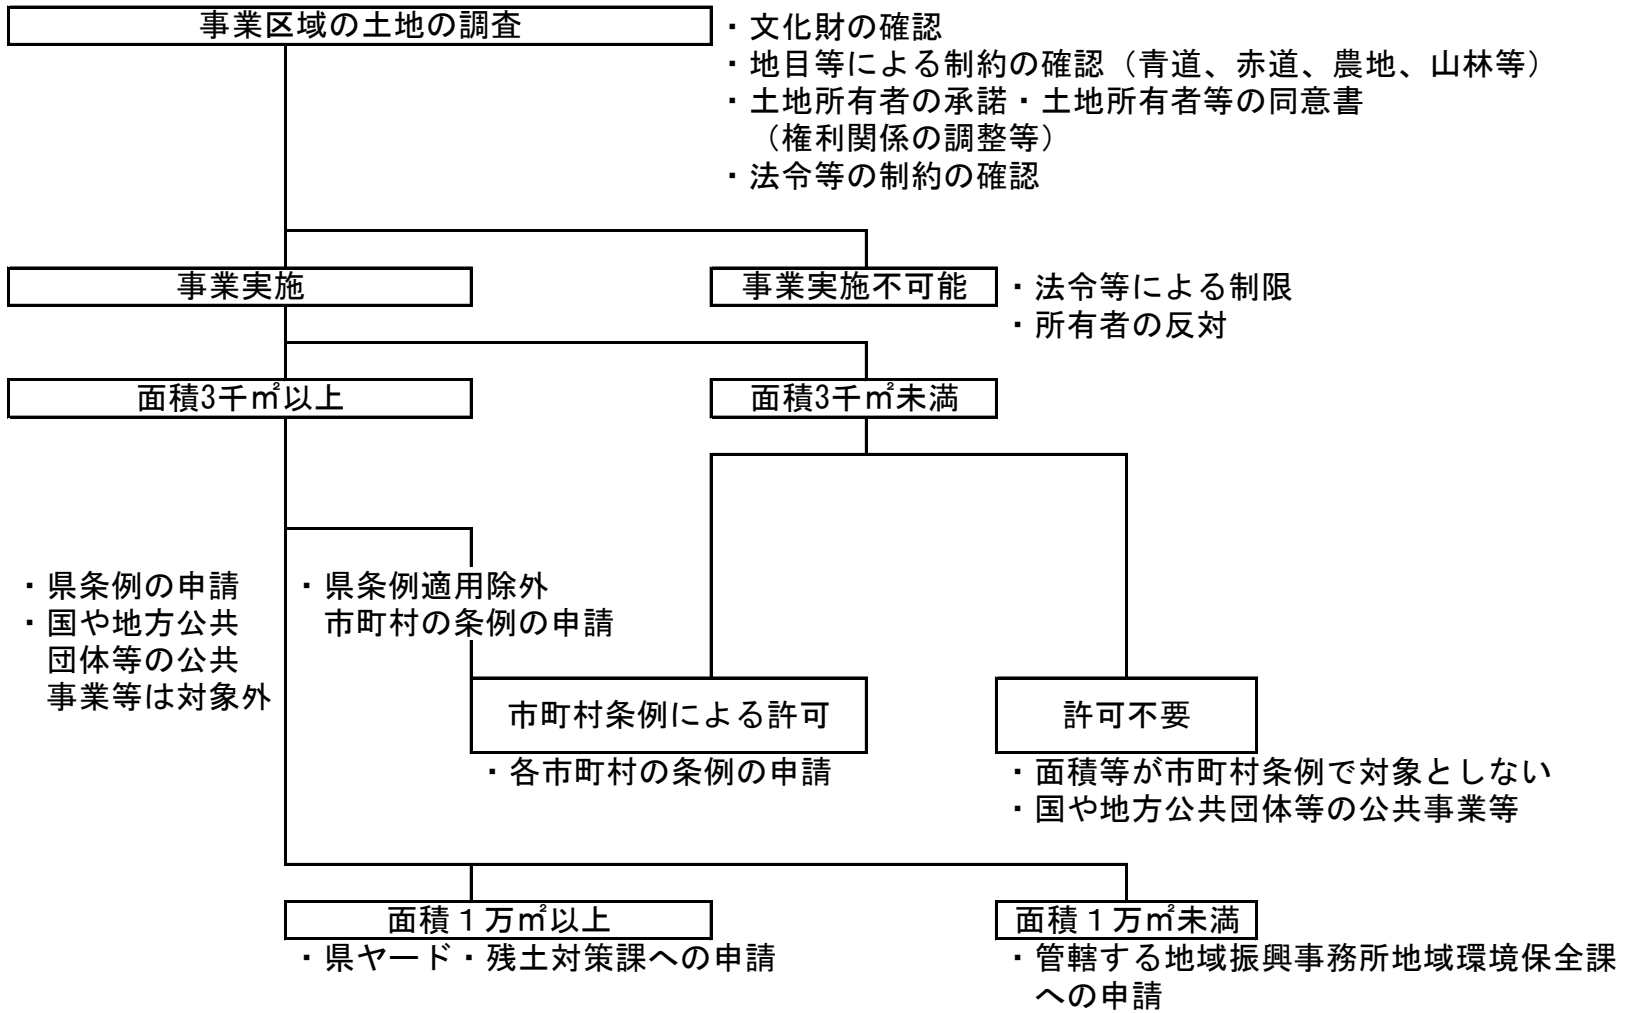 事業区域の土地の調査
・文化財の確認
・地目等による制約の確認（青道、赤道、農地、山林等）
・土地所有者の承諾・土地所有者等の同意書
（権利関係の調整等）
・法令等の制約の確認
事業実施
事業実施不可能
・法令等による制限
・所有者の反対
面積3千㎡以上
面積3千㎡未満
・県条例の申請
・国や地方公共
団体等の公共
事業等は対象外
・県条例適用除外
市町村の条例の申請
市町村条例による許可
・各市町村の条例の申請
許可不要
・面積等が市町村条例で対象としない
・国や地方公共団体等の公共事業等
面積１万㎡以上
・県ヤード・残土対策課への申請
面積１万㎡未満
・管轄する地域振興事務所地域環境保全課
への申請